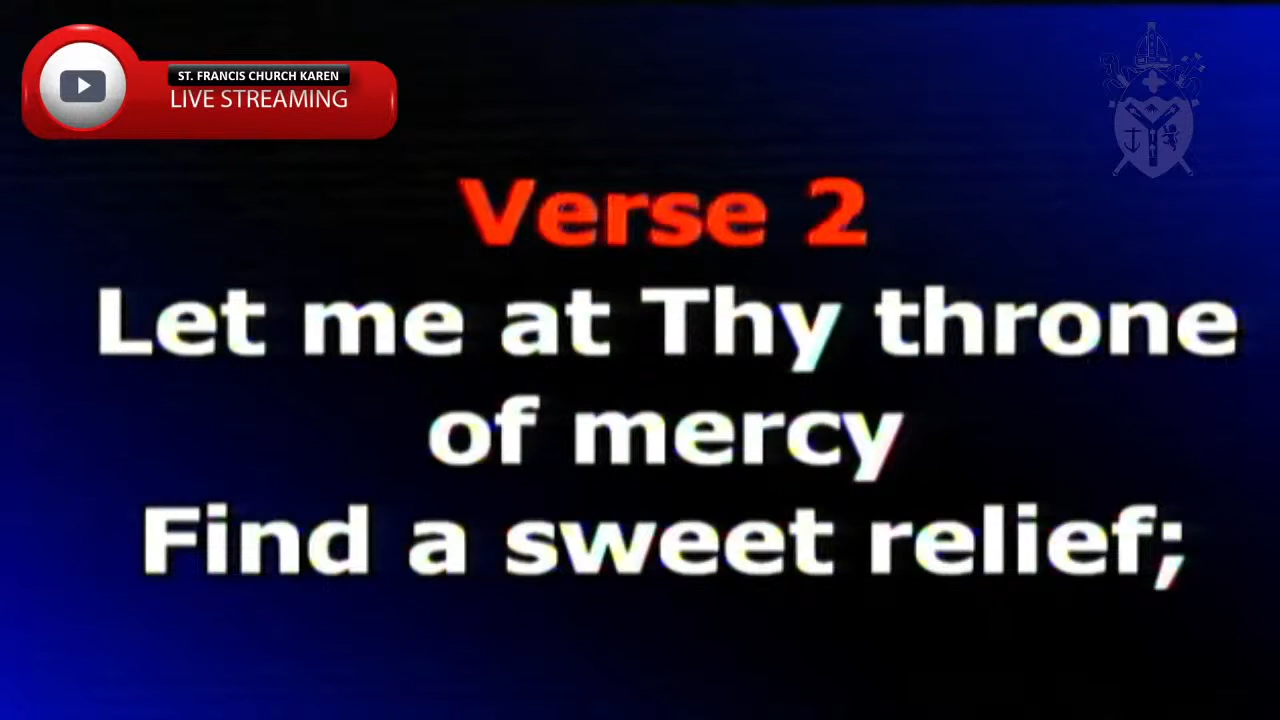 ST. FRANCIS CHURCH KAREN
LIVE STREAMING
Verse 2
Let me at Thy throne
of mercy
Find a sweet relief;